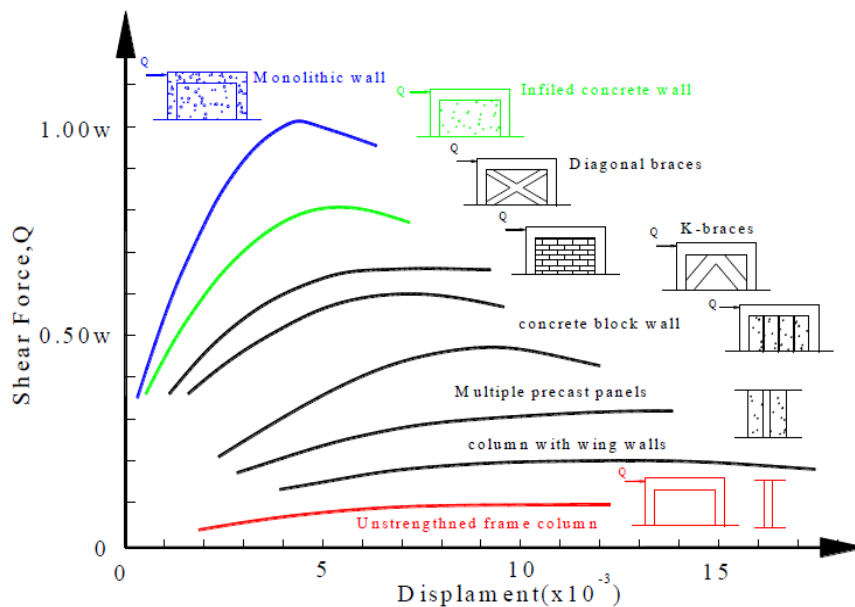 Q
Monolithic wall
Q
Infiled concrete wall
1.00w
Q
Diagonal braces
Q
K-braces
Q
Shear Force,Q
0.50w
concrete block wall
Q
Multiple precast panels
column with wing walls
Q
Unstrengthned frame column
0
0
5
10
15
Displament(x10-3)